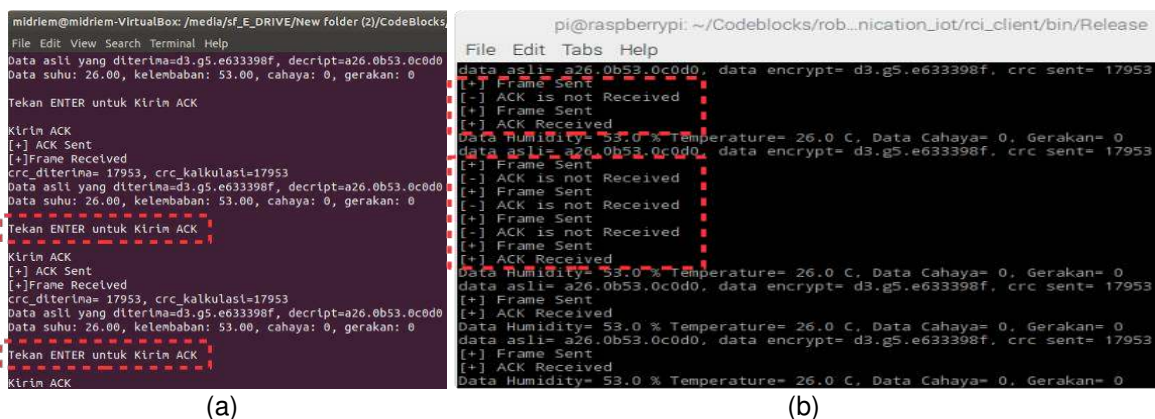 midriem@midriem-VirtualBox: /media/sf_E_DRIVE/New folder (2)/CodeBlocks/
File Edit View Search Terminal Help
Data asli yang diterima=d3.g5.e633398f, decript=a26.0b53.0c0d0
Data suhu: 26.00, kelembaban: 53.00, cahaya: 0, gerakan: 0
Tekan ENTER untuk Kirim ACK
Kirim ACK
[+] ACK Sent
[+]Frame Received
crc_diterima= 17953, crc_kalkulasi=17953
Data asli yang diterima=d3.g5.e633398f, decript=a26.0b53.0c0d0
Data suhu: 26.00, kelembaban: 53.00, cahaya: 0, gerakan: 0
Tekan ENTER untuk Kirim ACK
Kirim ACK
[+] ACK Sent
[+]Frame Received
crc_diterima= 17953, crc_kalkulasi=17953
Data asli yang diterima=d3.g5.e633398f, decript=a26.0b53.0c0d0
Data suhu: 26.00, kelembaban: 53.00, cahaya: 0, gerakan: 0
Tekan ENTER untuk Kirim ACK
Kirim ACK
(a)
pi@raspberrypi: ~/Codeblocks/rob...nication_iot/rci_client/bin/Release
File Edit Tabs Help
data asli= a26.0b53.0c0d0, data encrypt= d3.g5.e633398f, crc sent= 17953
[+] Frame Sent
[-] ACK is not Received
[+] Frame Sent
[+] ACK Received
Data Humidity= 53.0 % Temperature= 26.0 C, Data Cahaya= 0, Gerakan= 0
data asli= a26.0b53.0c0d0, data encrypt= d3.g5.e633398f, crc sent= 17953
[+] Frame Sent
[-] ACK is not Received
[+] Frame Sent
[-] ACK is not Received
[+] Frame Sent
[-] ACK is not Received
[+] Frame Sent
[+] ACK Received
Data Humidity= 53.0 % Temperature= 26.0 C, Data Cahaya= 0, Gerakan= 0
data asli= a26.0b53.0c0d0, data encrypt= d3.g5.e633398f, crc sent= 17953
[+] Frame Sent
[+] ACK Received
Data Humidity= 53.0 % Temperature= 26.0 C, Data Cahaya= 0, Gerakan= 0
data asli= a26.0b53.0c0d0, data encrypt= d3.g5.e633398f, crc sent= 17953
[+] Frame Sent
[+] ACK Received
Data Humidity= 53.0 % Temperature= 26.0 C, Data Cahaya= 0, Gerakan= 0
(b)